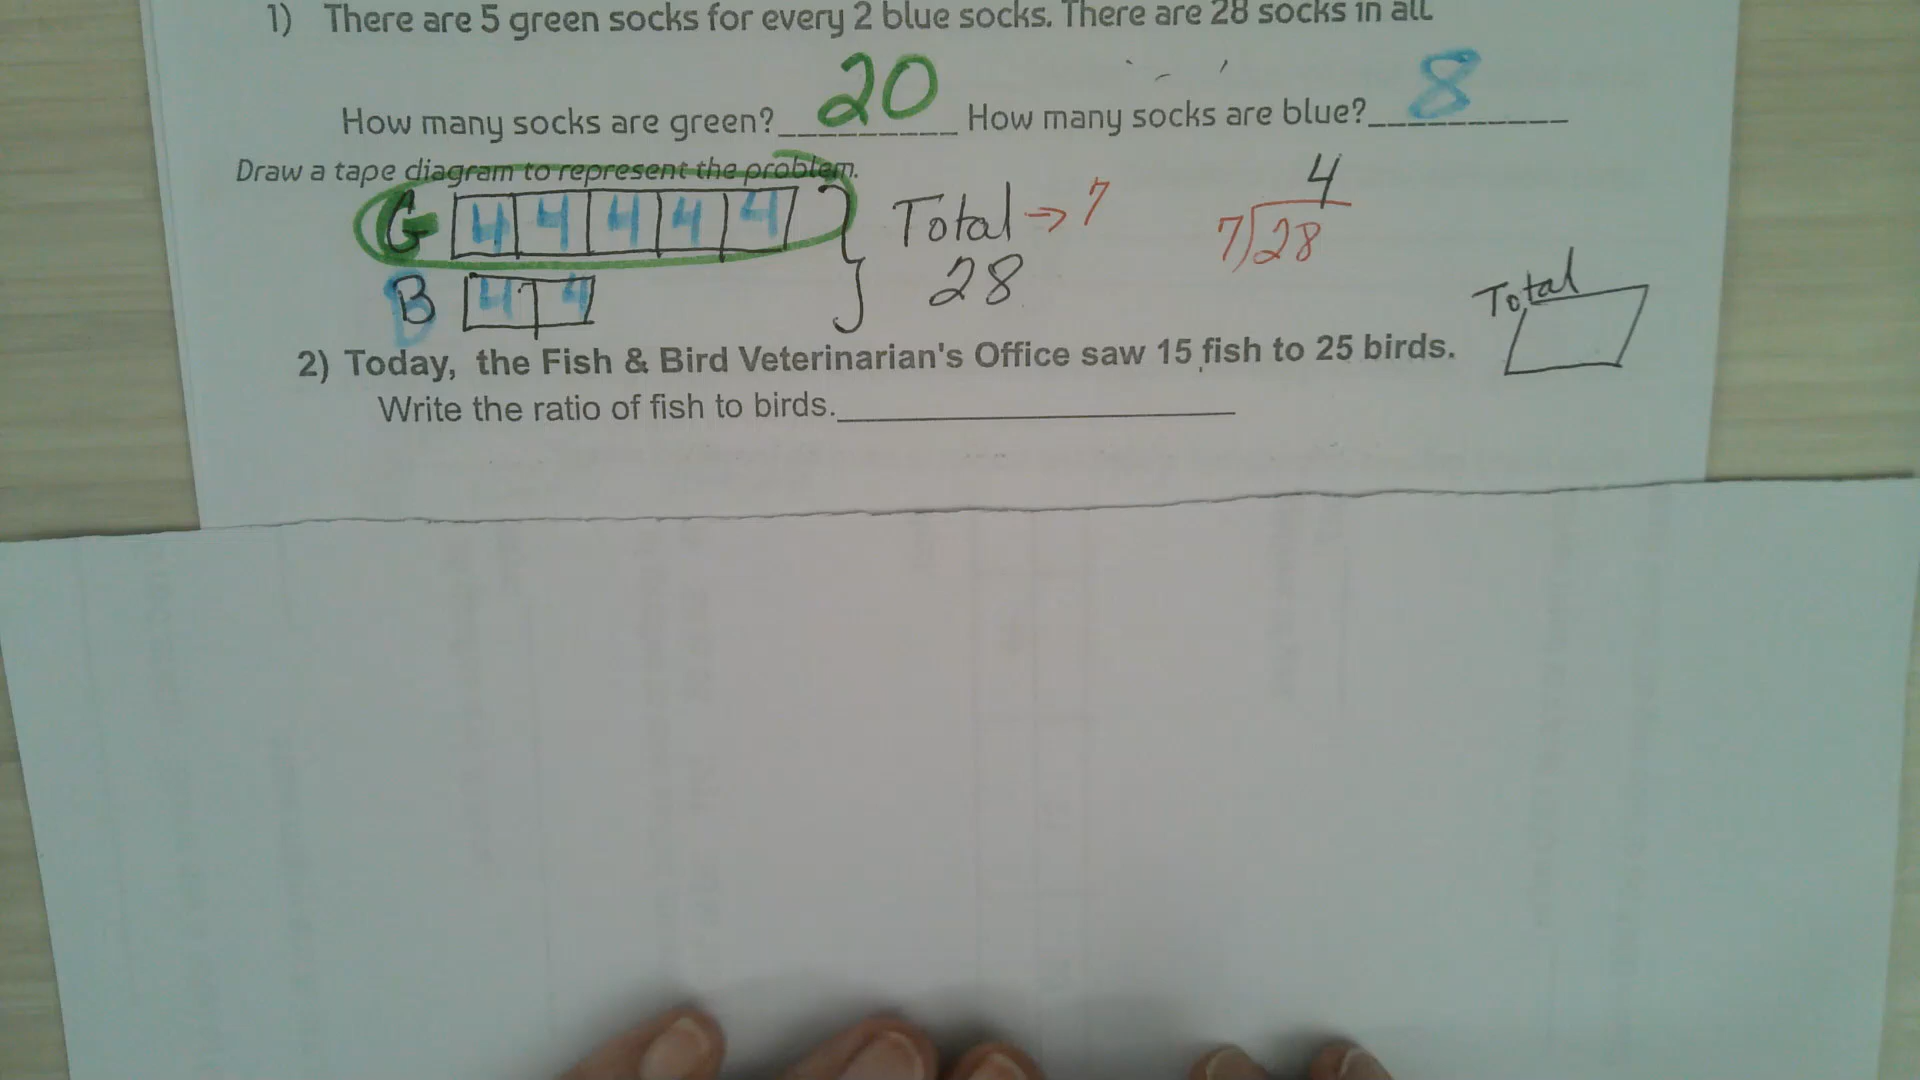 1) There are 5 green socks for every 2 blue socks. There are 28 socks in all
How many socks are green? 20 How many socks are blue? 8
Draw a tape diagram to represent the problem.
G 4 4 4 4 4 Total → 7
4
7)28
B 4 4 28
Total
2) Today, the Fish & Bird Veterinarian's Office saw 15 fish to 25 birds.
Write the ratio of fish to birds.